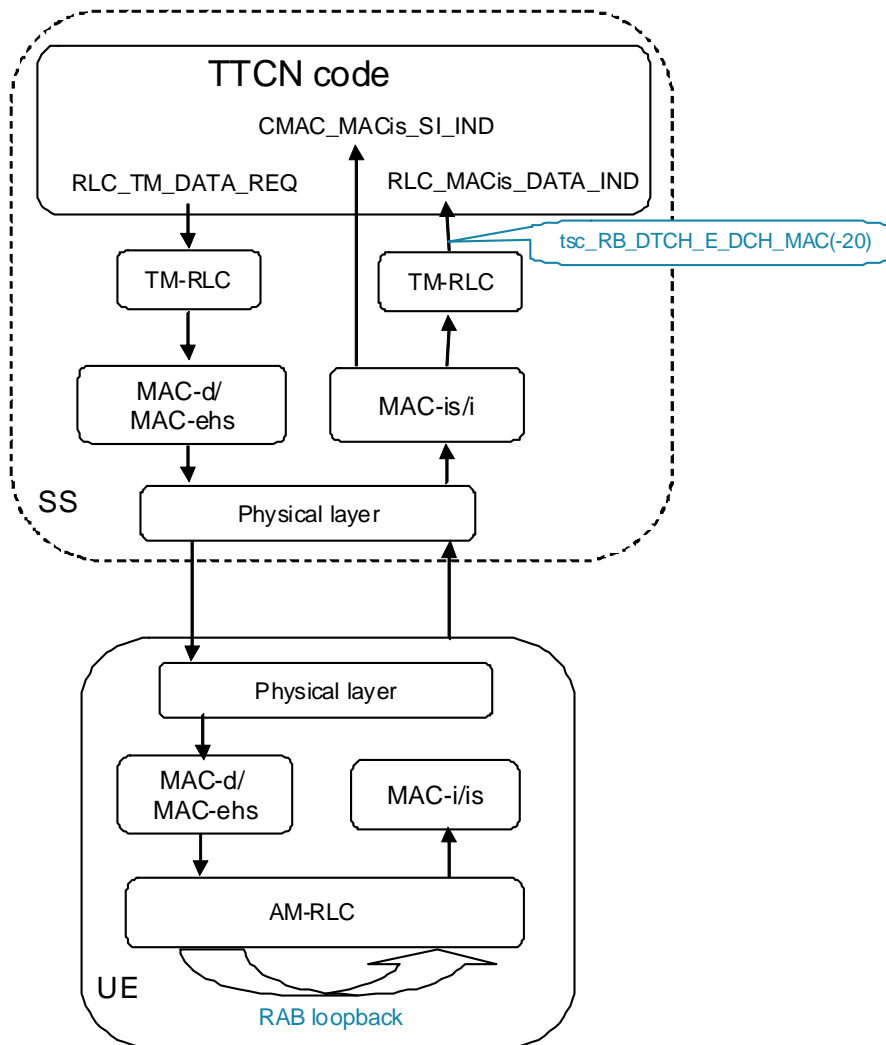 TTCN code
CMAC_MACis_SI_IND
RLC_TM_DATA_REQ
RLC_MACis_DATA_IND
tsc_RB_DTCH_E_DCH_MAC(-20)
TM-RLC
TM-RLC
MAC-d/
MAC-ehs
MAC-is/i
SS
Physical layer
Physical layer
MAC-d/
MAC-ehs
MAC-i/is
AM-RLC
UE
RAB loopback